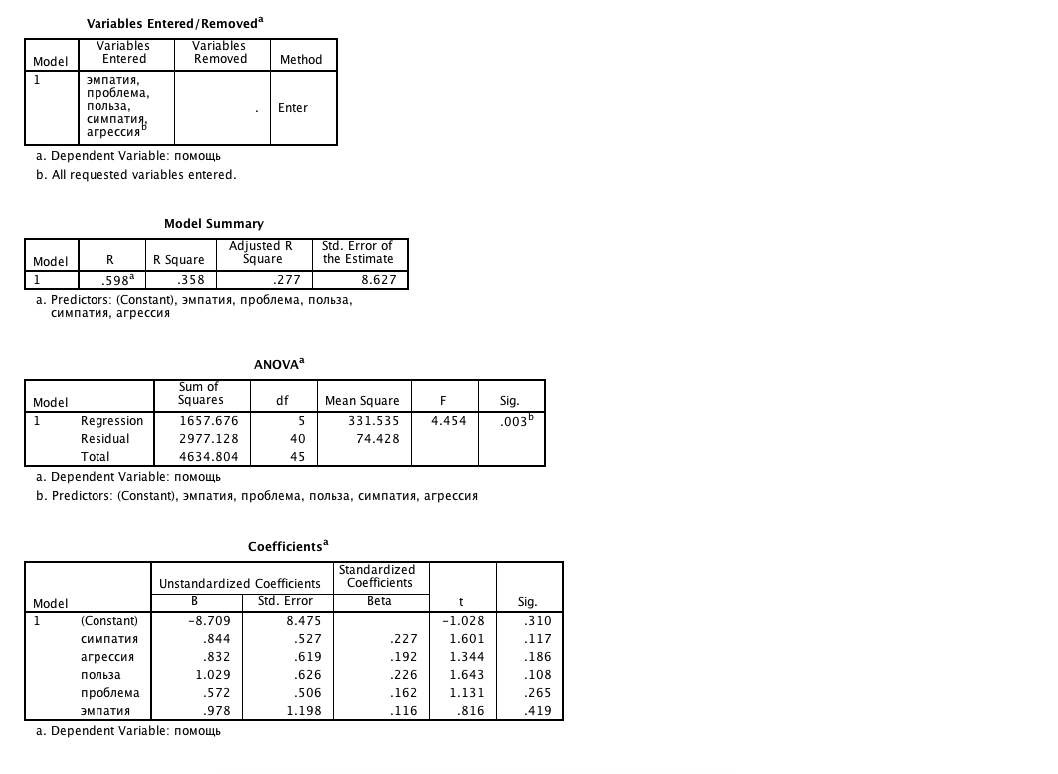 Variables Entered/Removedᵃ
Model Variables Entered Variables Removed Method
1 эмпатия, проблема, польза, симпатия, агрессияᵇ . Enter
a. Dependent Variable: помощь
b. All requested variables entered.
Model Summary
Model R R Square Adjusted R Square Std. Error of the Estimate
1 .598ᵃ .358 .277 8.627
a. Predictors: (Constant), эмпатия, проблема, польза,
симпатия, агрессия
ANOVAᵃ
Model Sum of Squares df Mean Square F Sig.
1 Regression 1657.676 5 331.535 4.454 .003ᵇ
Residual 2977.128 40 74.428
Total 4634.804 45
a. Dependent Variable: помощь
b. Predictors: (Constant), эмпатия, проблема, польза, симпатия, агрессия
Coefficientsᵃ
Unstandardized Coefficients Standardized Coefficients
Model B Std. Error Beta t Sig.
1 (Constant) -8.709 8.475 -1.028 .310
симпатия .844 .527 .227 1.601 .117
агрессия .832 .619 .192 1.344 .186
польза 1.029 .626 .226 1.643 .108
проблема .572 .506 .162 1.131 .265
эмпатия .978 1.198 .116 .816 .419
a. Dependent Variable: помощь